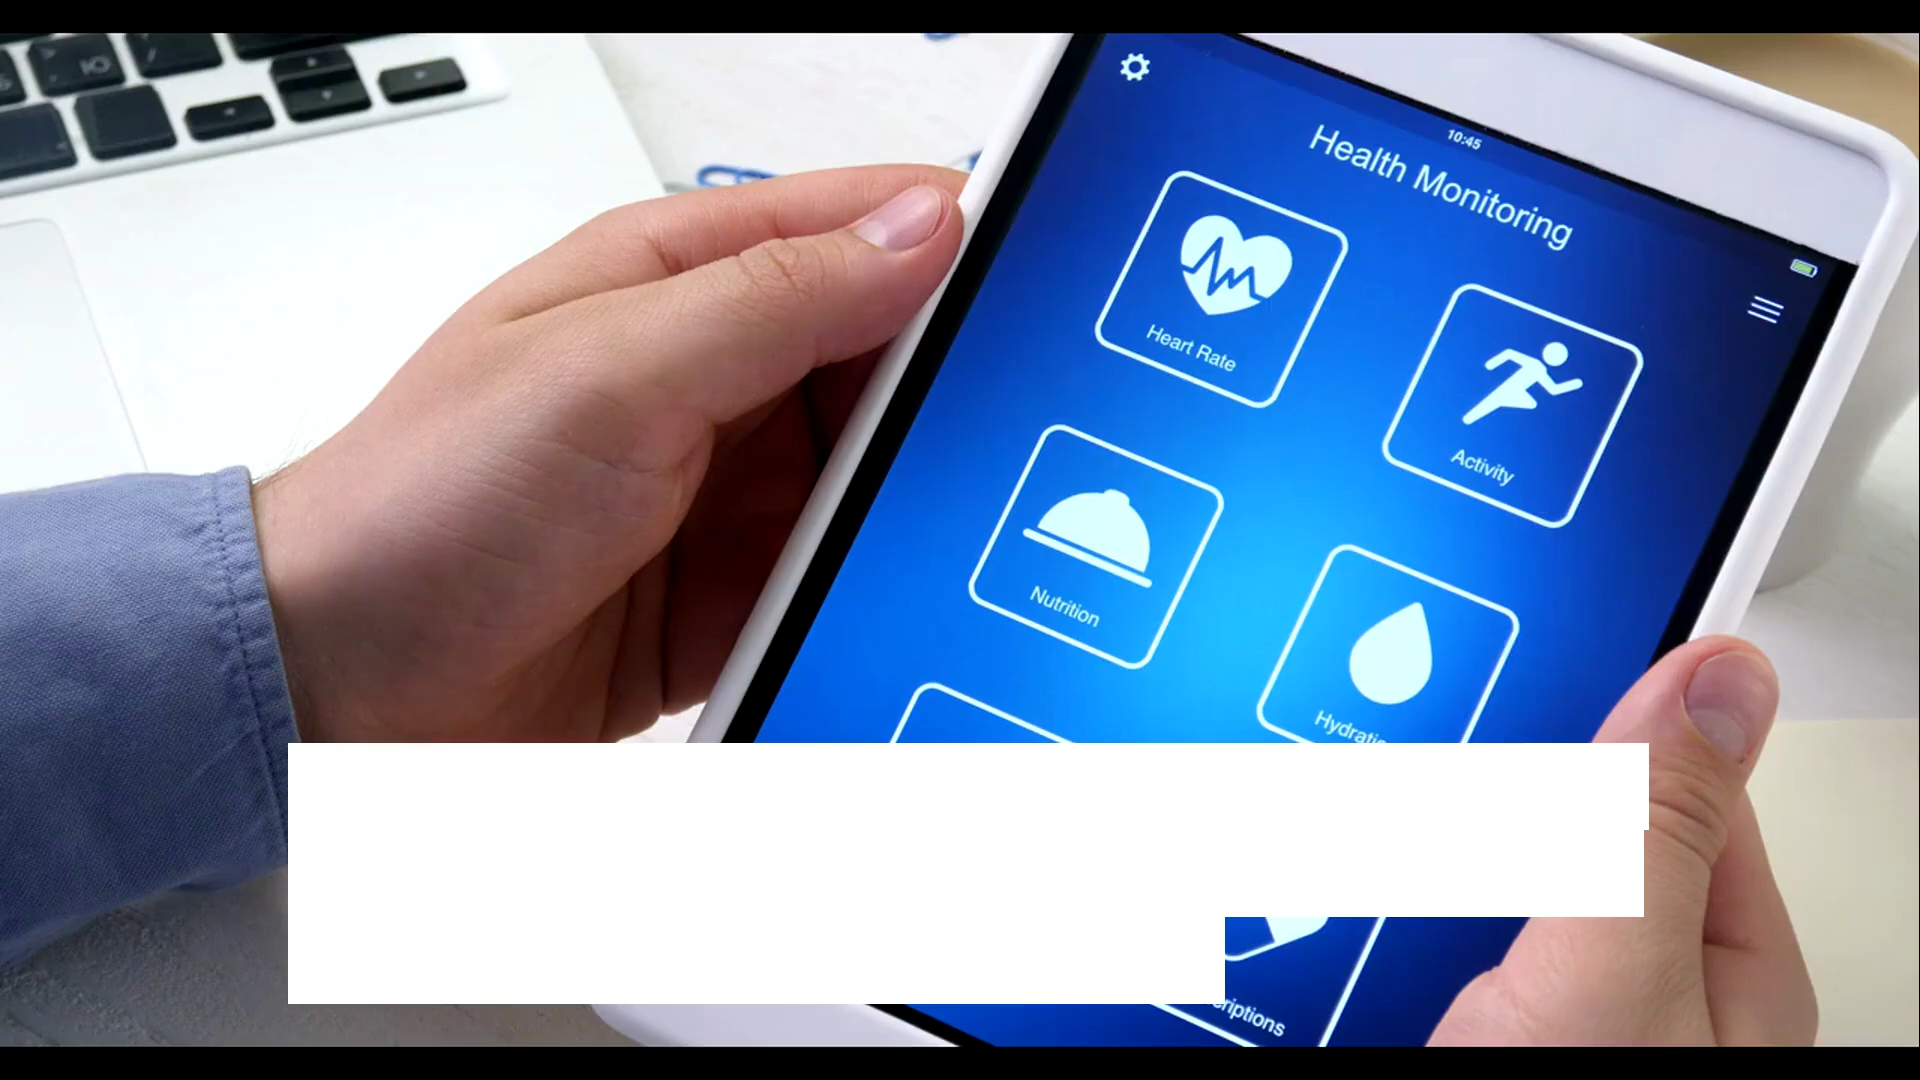 10:45
Health Monitoring
Heart Rate
Activity
Nutrition
Ю